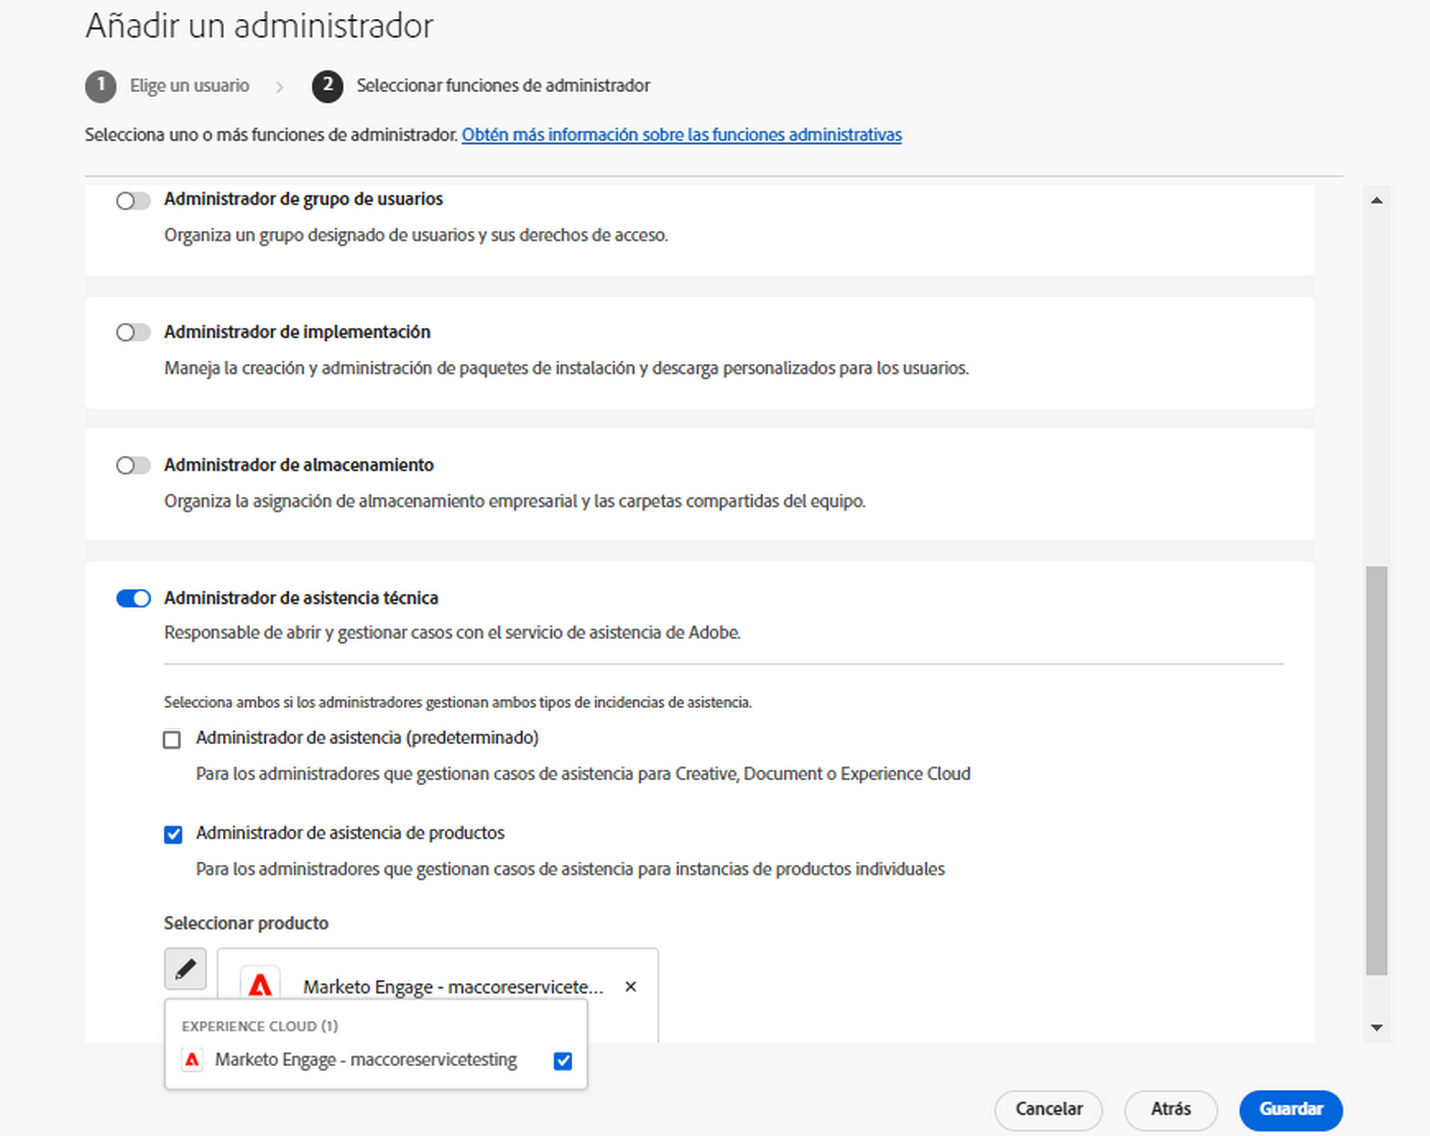 Añadir un administrador
1 Elige un usuario
2 Seleccionar funciones de administrador
Selecciona uno o más funciones de administrador. Obtén más información sobre las funciones administrativas
Administrador de grupo de usuarios
Organiza un grupo designado de usuarios y sus derechos de acceso.
Administrador de implementación
Maneja la creación y administración de paquetes de instalación y descarga personalizados para los usuarios.
Administrador de almacenamiento
Organiza la asignación de almacenamiento empresarial y las carpetas compartidas del equipo.
Administrador de asistencia técnica
Responsable de abrir y gestionar casos con el servicio de asistencia de Adobe.
Selecciona ambos si los administradores gestionan ambos tipos de incidencias de asistencia.
Administrador de asistencia (predeterminado)
Para los administradores que gestionan casos de asistencia para Creative, Document o Experience Cloud
Administrador de asistencia de productos
Para los administradores que gestionan casos de asistencia para instancias de productos individuales
Seleccionar producto
Marketo Engage - maccoreservicete...
EXPERIENCE CLOUD (1)
Marketo Engage - maccoreservicetesting
Cancelar
Atrás
Guardar